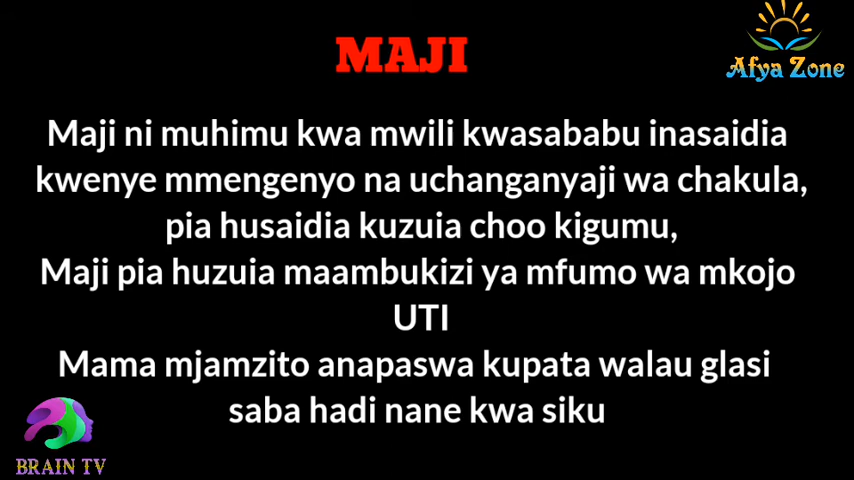 MAJI
Afya Zone
Maji ni muhimu kwa mwili kwasababu inasaidia
kwenye mmengenyo na uchanganyaji wa chakula,
pia husaidia kuzuia choo kigumu,
Maji pia huzuia maambukizi ya mfumo wa mkojo
UTI
Mama mjamzito anapaswa kupata walau glasi
saba hadi nane kwa siku
BRAIN TV